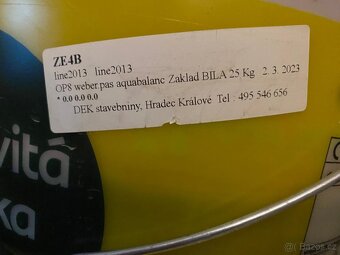 ZE4B
line2013 line2013
OP8 weber.pas aquabalanc Zaklad BILA 25 Kg 2. 3. 2023
* 0.0 0.0 0.0
DEK stavebniny, Hradec Králové Tel : 495 546 656
vitá
ka
© Bazos.cz